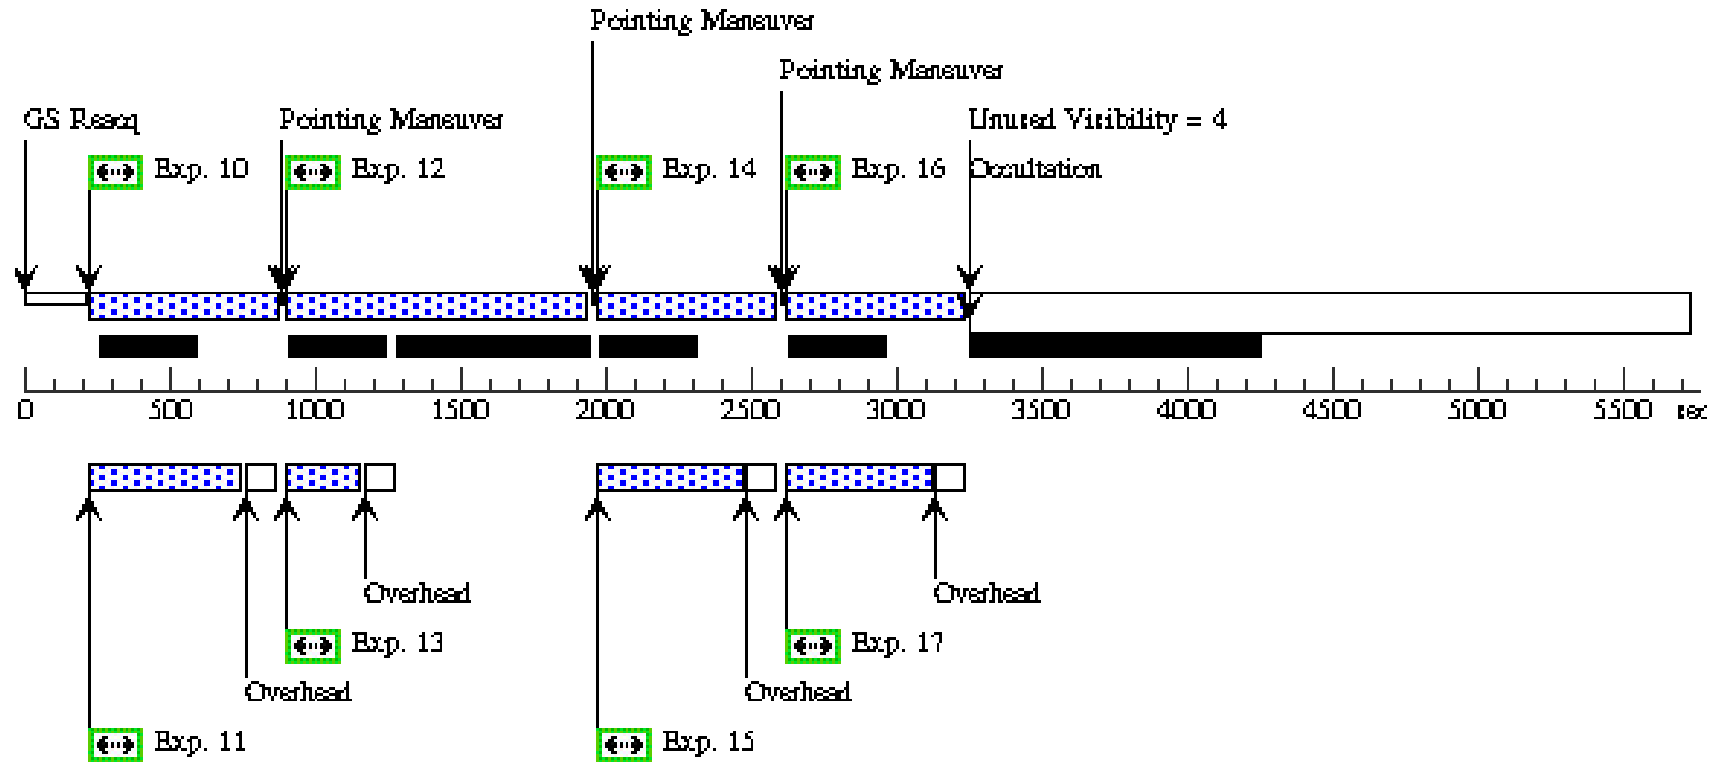 Pointing Maneuver
Pointing Maneuver
GS Reacq
Pointing Maneuver
Unused Visibility = 4
Exp. 10
Exp. 12
Exp. 14
Exp. 16
Occultation
0 500 1000 1500 2000 2500 3000 3500 4000 4500 5000 5500 sec
Overhead
Overhead
Exp. 13
Exp. 17
Overhead
Overhead
Exp. 11
Exp. 15